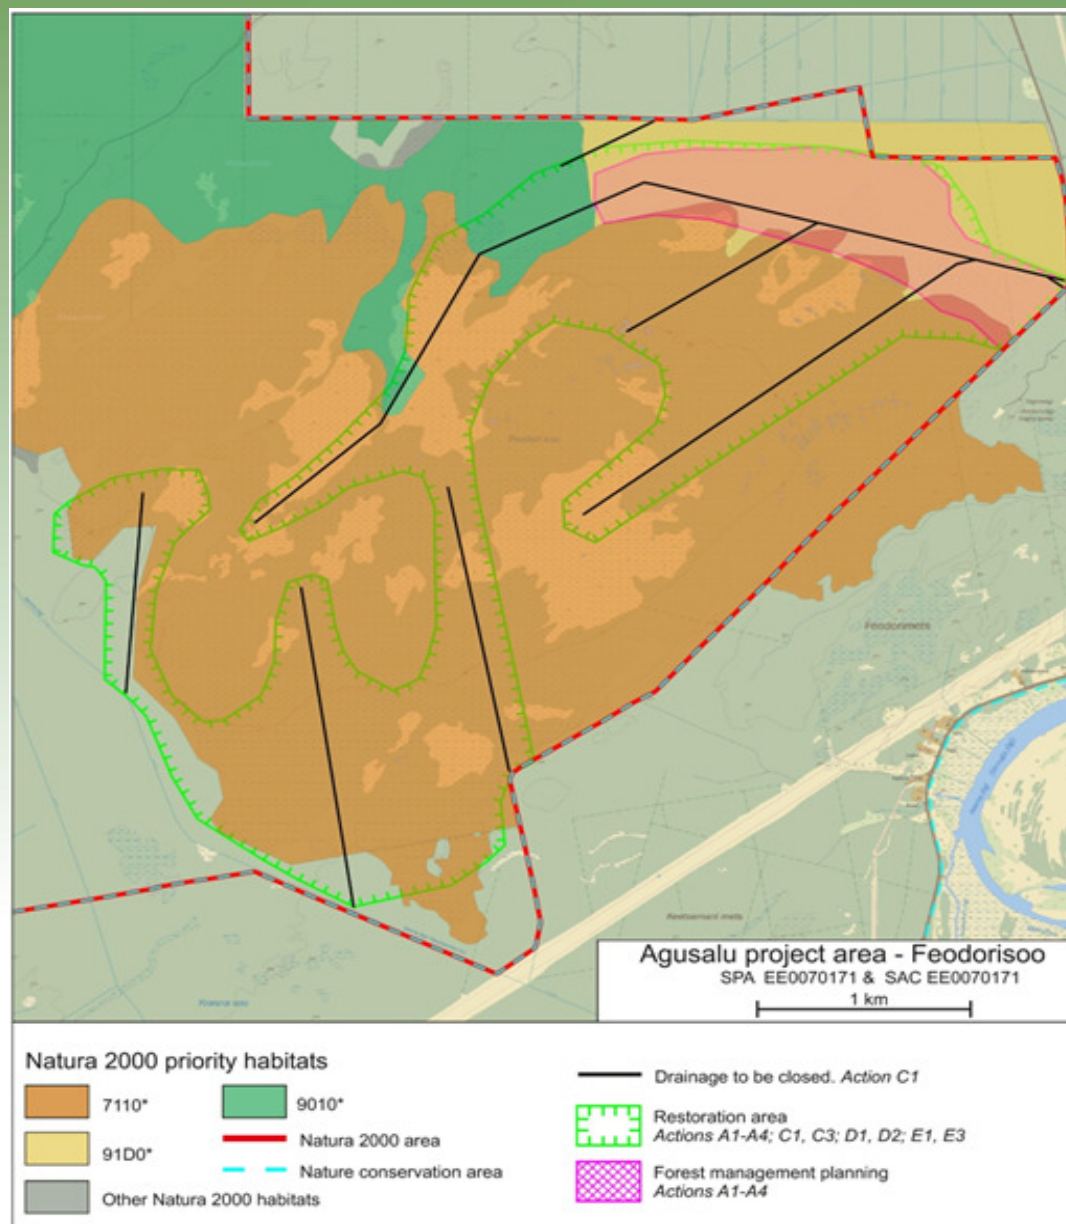 Feodorimets
Agusalu project area - Feodorisoo
SPA EE0070171 & SAC EE0070171
1 km
Natura 2000 priority habitats
7110*
9010*
91D0*
Natura 2000 area
Nature conservation area
Other Natura 2000 habitats
Drainage to be closed. Action C1
Restoration area
Actions A1-A4; C1, C3; D1, D2; E1, E3
Forest management planning
Actions A1-A4